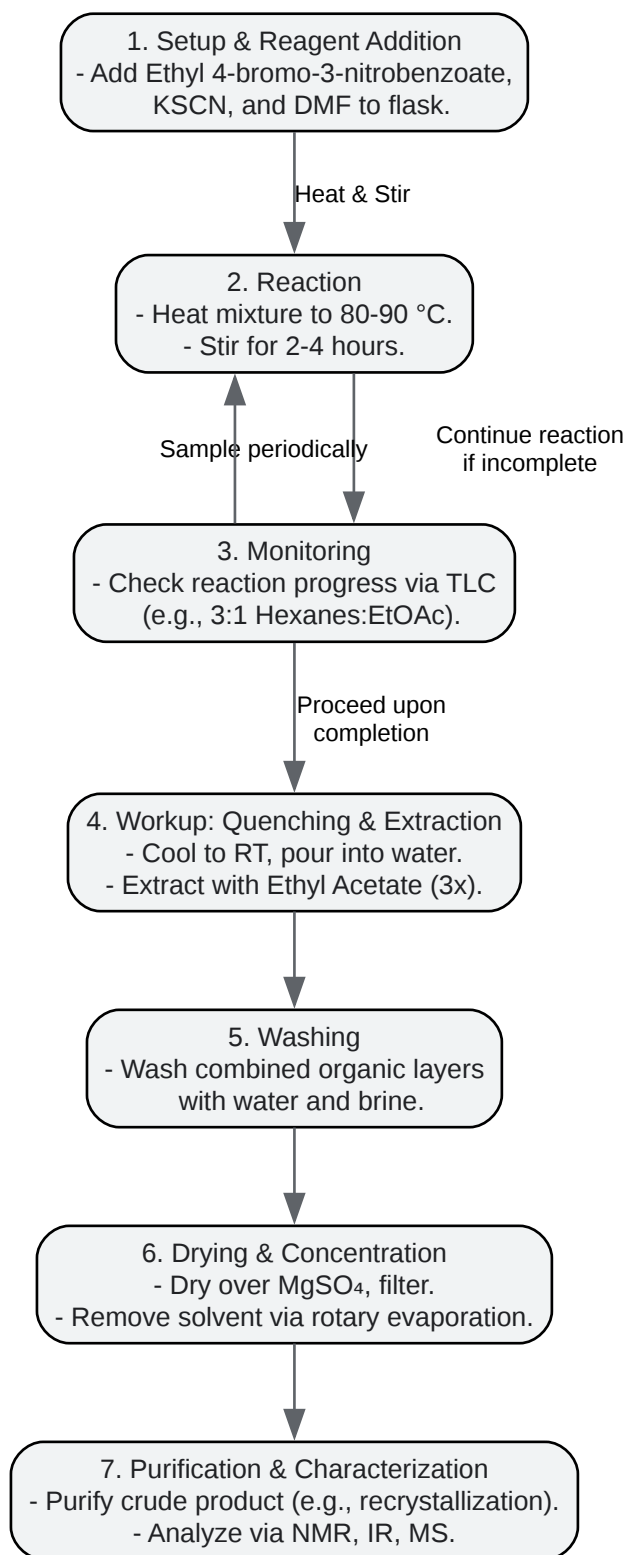 1. Setup & Reagent Addition
- Add Ethyl 4-bromo-3-nitrobenzoate,
KSCN, and DMF to flask.
Heat & Stir
2. Reaction
- Heat mixture to 80-90 °C.
- Stir for 2-4 hours.
Sample periodically
Continue reaction
if incomplete
3. Monitoring
- Check reaction progress via TLC
(e.g., 3:1 Hexanes:EtOAc).
Proceed upon
completion
4. Workup: Quenching & Extraction
- Cool to RT, pour into water.
- Extract with Ethyl Acetate (3x).
5. Washing
- Wash combined organic layers
with water and brine.
6. Drying & Concentration
- Dry over MgSO₄, filter.
- Remove solvent via rotary evaporation.
7. Purification & Characterization
- Purify crude product (e.g., recrystallization).
- Analyze via NMR, IR, MS.